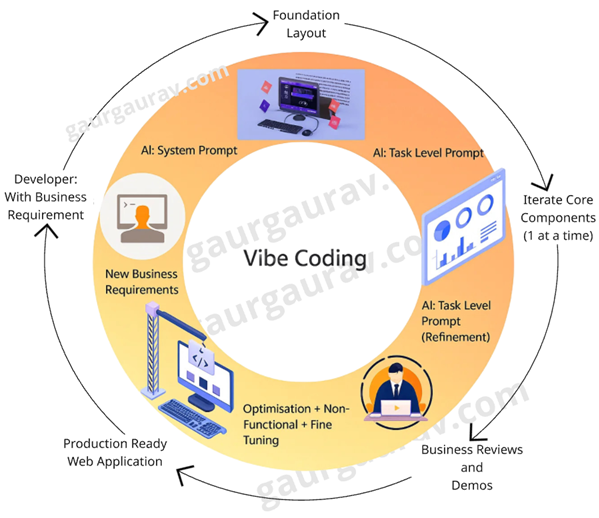 Foundation
Layout
gaurgaurav.com
AI: System Prompt
AI: Task Level Prompt
Developer:
With Business
Requirement
Iterate Core
Components
(1 at a time)
gaurgaurav.com
Vibe Coding
New Business
Requirements
AI: Task Level
Prompt
(Refinement)
gaurgaurav.com
Optimisation + Non-
Functional + Fine
Tuning
Production Ready
Web Application
Business Reviews
and
Demos
gaurgaurav.com